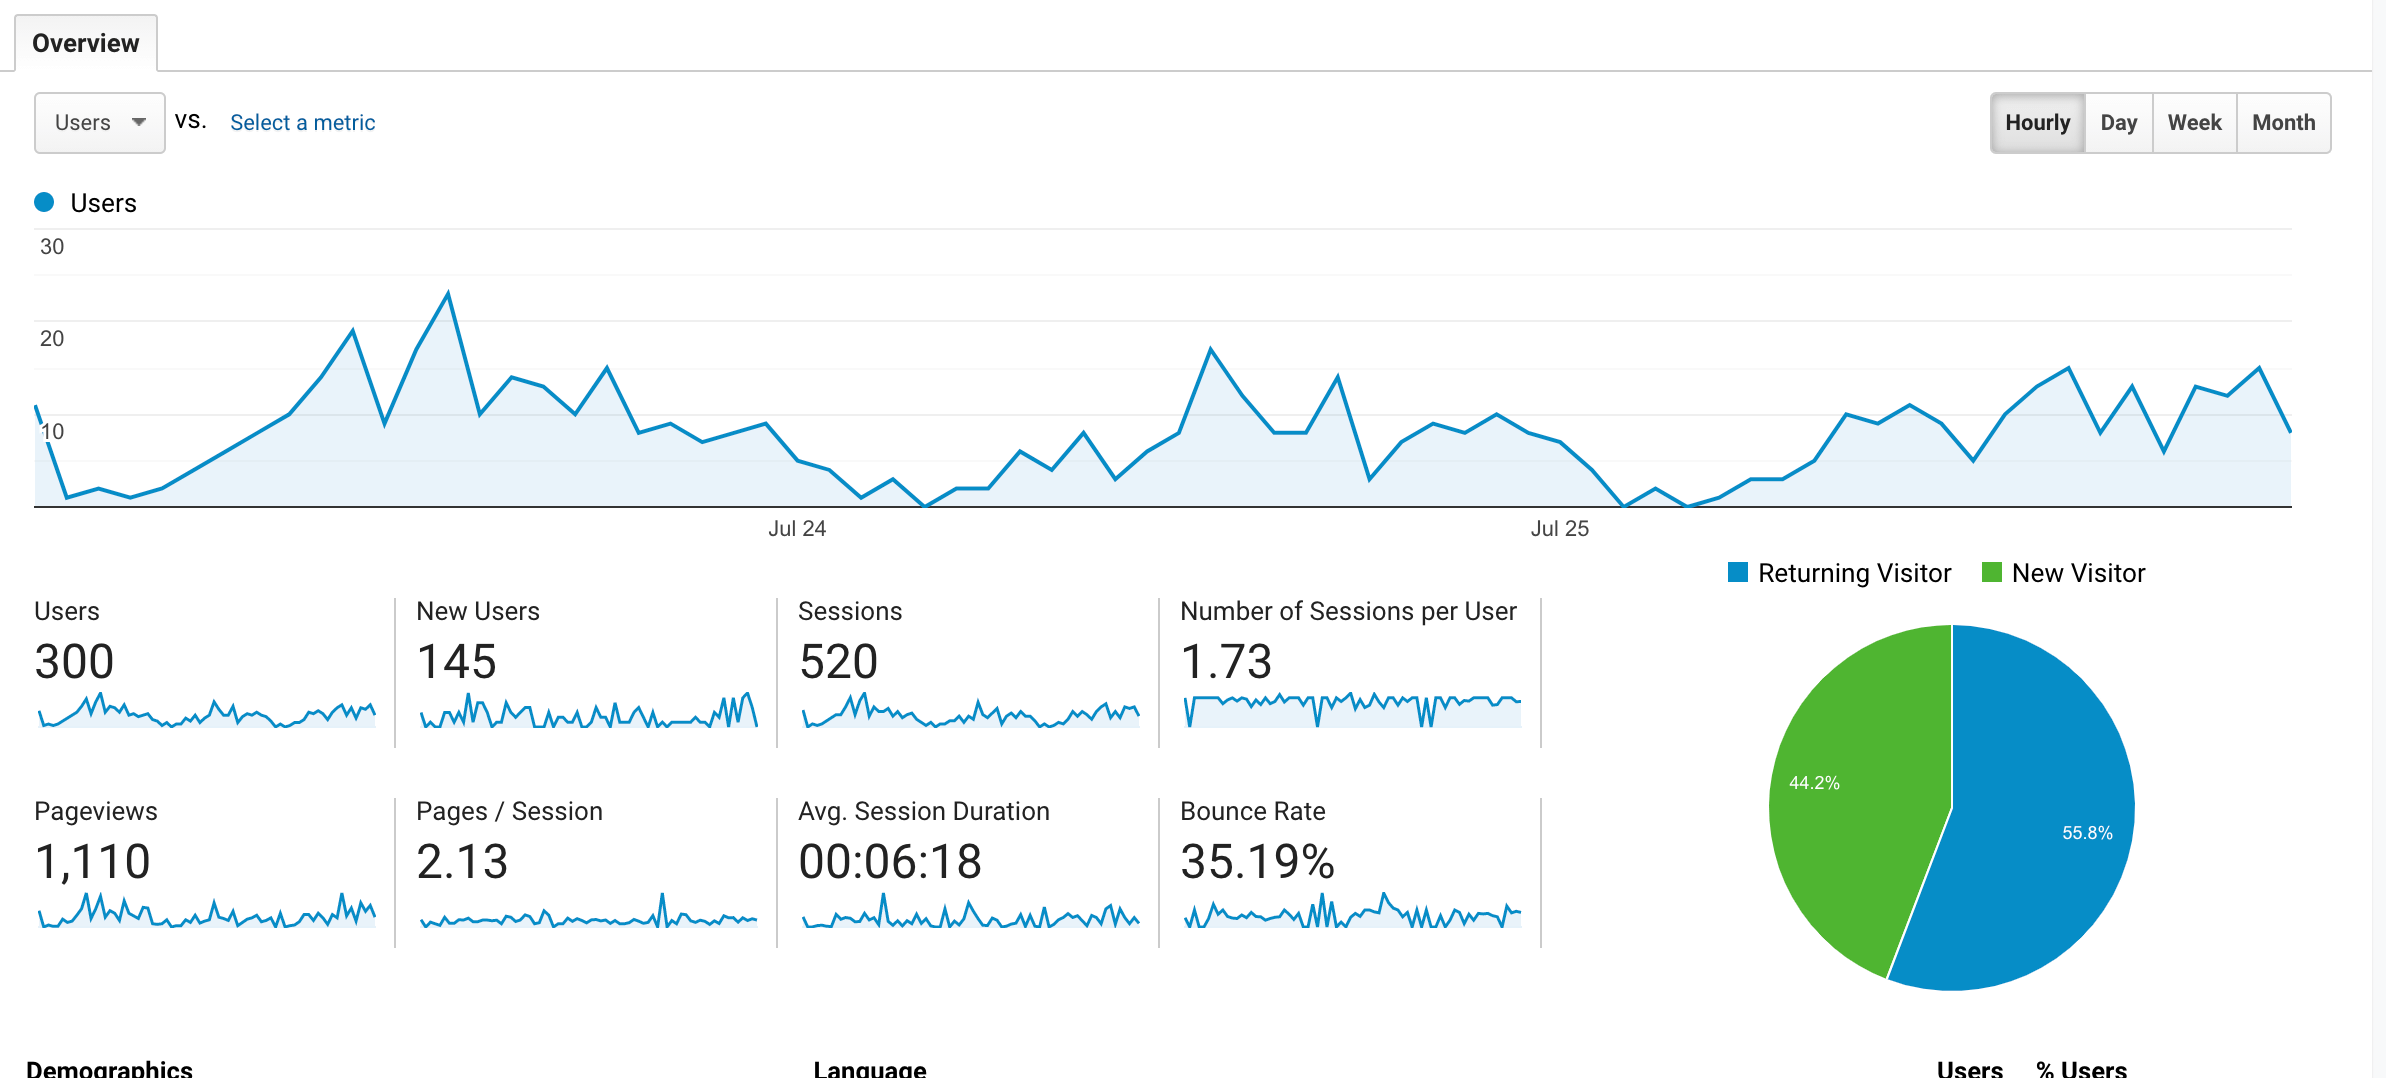 Overview
Users vs. Select a metric
Hourly Day Week Month
Users
30
20
10
Jul 24 Jul 25
Returning Visitor New Visitor
Users New Users Sessions Number of Sessions per User
300 145 520 1.73
44.2%
55.8%
Pageviews Pages / Session Avg. Session Duration Bounce Rate
1,110 2.13 00:06:18 35.19%
Demographics Language Users % Users